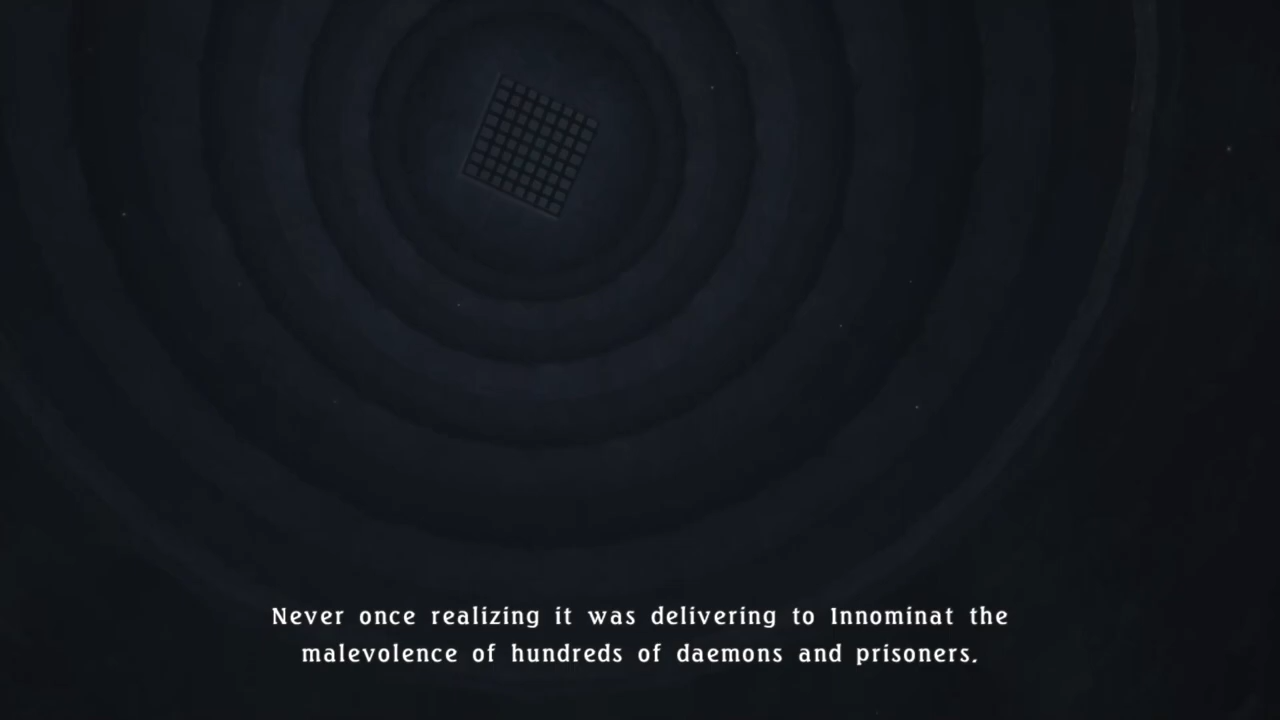 Never once realizing it was delivering to Innominat the
malevolence of hundreds of daemons and prisoners.